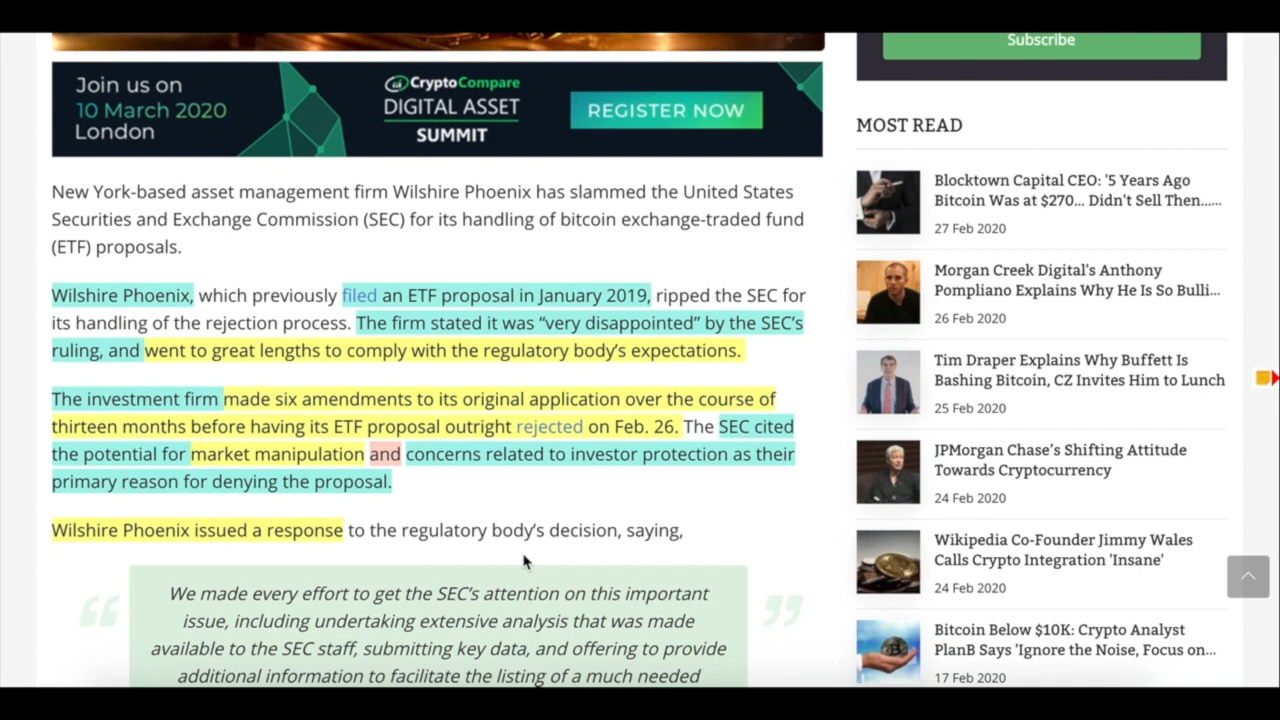 Join us on
10 March 2020
London
CryptoCompare
DIGITAL ASSET
SUMMIT
REGISTER NOW
New York-based asset management firm Wilshire Phoenix has slammed the United States
Securities and Exchange Commission (SEC) for its handling of bitcoin exchange-traded fund
(ETF) proposals.
Wilshire Phoenix, which previously filed an ETF proposal in January 2019, ripped the SEC for
its handling of the rejection process. The firm stated it was “very disappointed” by the SEC’s
ruling, and went to great lengths to comply with the regulatory body’s expectations.
The investment firm made six amendments to its original application over the course of
thirteen months before having its ETF proposal outright rejected on Feb. 26. The SEC cited
the potential for market manipulation and concerns related to investor protection as their
primary reason for denying the proposal.
Wilshire Phoenix issued a response to the regulatory body’s decision, saying,
“
We made every effort to get the SEC’s attention on this important
issue, including undertaking extensive analysis that was made
available to the SEC staff, submitting key data, and offering to provide
additional information to facilitate the listing of a much needed
”
Subscribe
MOST READ
Blocktown Capital CEO: '5 Years Ago
Bitcoin Was at $270... Didn't Sell Then......
27 Feb 2020
Morgan Creek Digital's Anthony
Pompliano Explains Why He Is So Bulli...
26 Feb 2020
Tim Draper Explains Why Buffett Is
Bashing Bitcoin, CZ Invites Him to Lunch
25 Feb 2020
JPMorgan Chase’s Shifting Attitude
Towards Cryptocurrency
24 Feb 2020
Wikipedia Co-Founder Jimmy Wales
Calls Crypto Integration 'Insane'
24 Feb 2020
Bitcoin Below $10K: Crypto Analyst
PlanB Says 'Ignore the Noise, Focus on...
17 Feb 2020